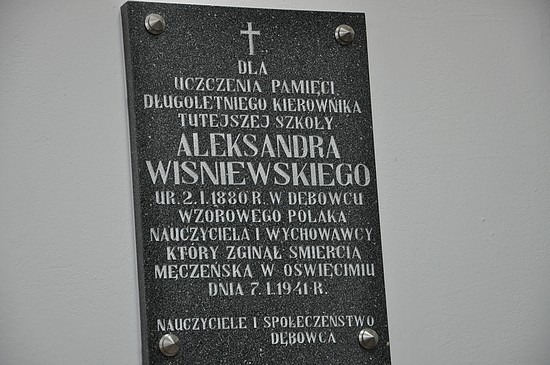 DLA
UCZCZENIA PAMIĘCI
DŁUGOLETNIEGO KIEROWNIKA
TUTEJSZEJ SZKOŁY
ALEKSANDRA
WIŚNIEWSKIEGO
UR. 2. I. 1880 R. W DĘBOWCU
WZOROWEGO POLAKA
NAUCZYCIELA I WYCHOWAWCY
KTÓRY ZGINĄŁ ŚMIERCIĄ
MĘCZEŃSKĄ W OŚWIĘCIMIU
DNIA 7. I. 1941 R.
NAUCZYCIELE I SPOŁECZEŃSTWO
DĘBOWCA